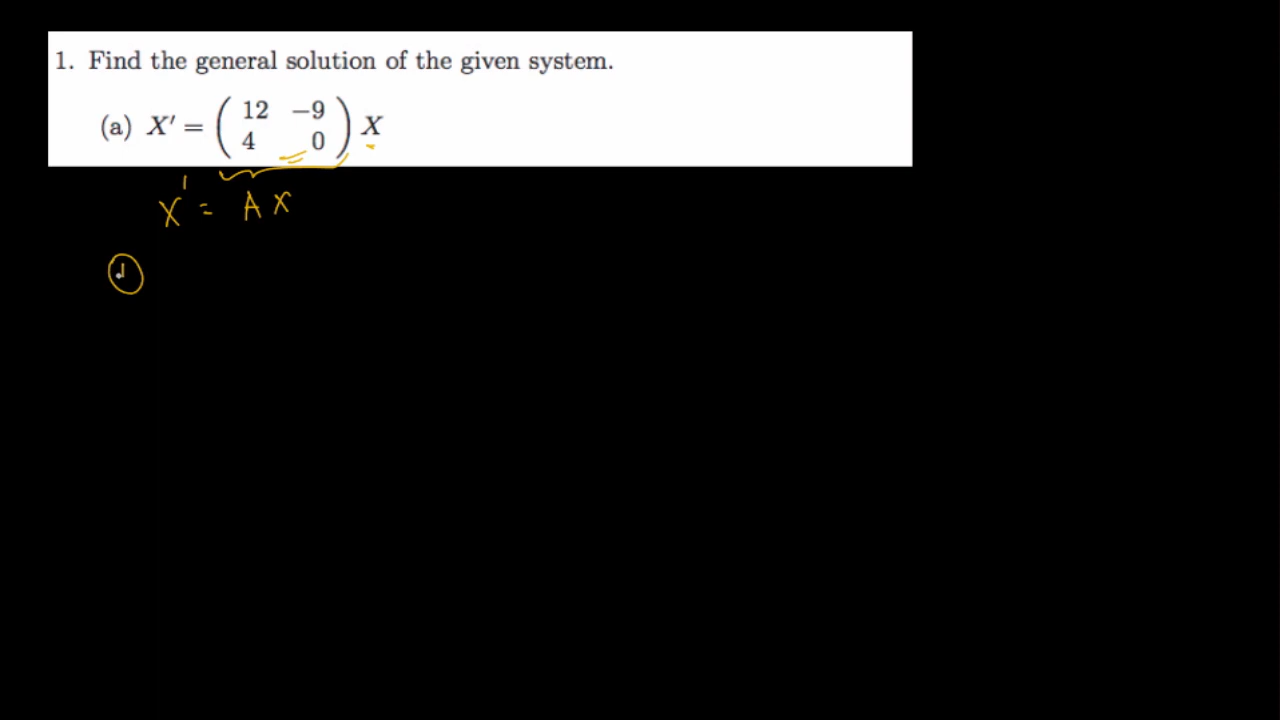 1. Find the general solution of the given system.
(a) X′ = ( 12 −9
4 0 ) X
X' = A X
1